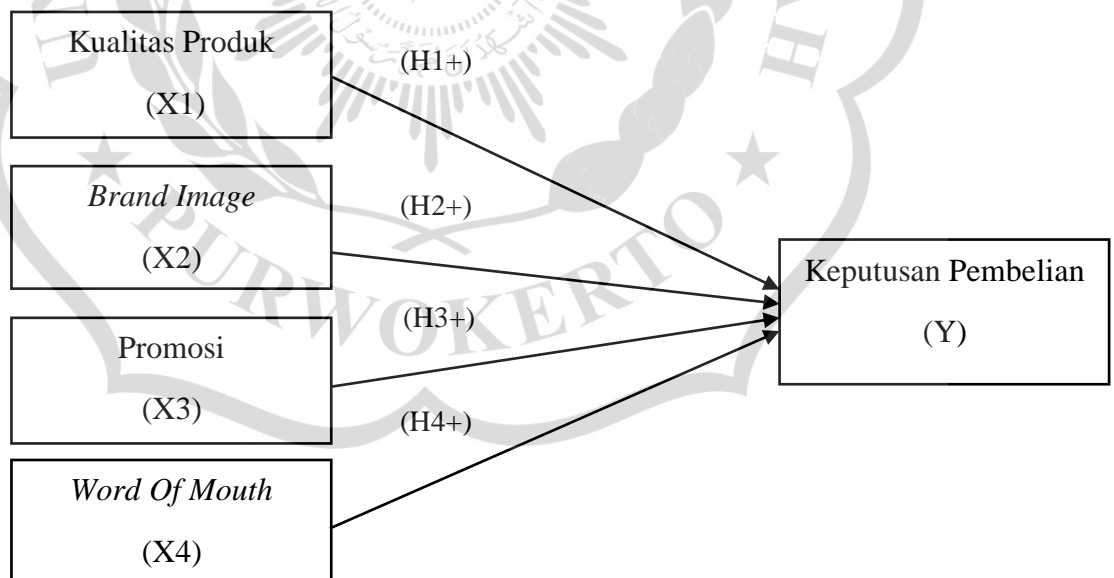 Kualitas Produk
(X1)
(H1+)
Brand Image
(X2)
(H2+)
Promosi
(X3)
(H3+)
Word Of Mouth
(X4)
(H4+)
Keputusan Pembelian
(Y)
PURWOKERTO